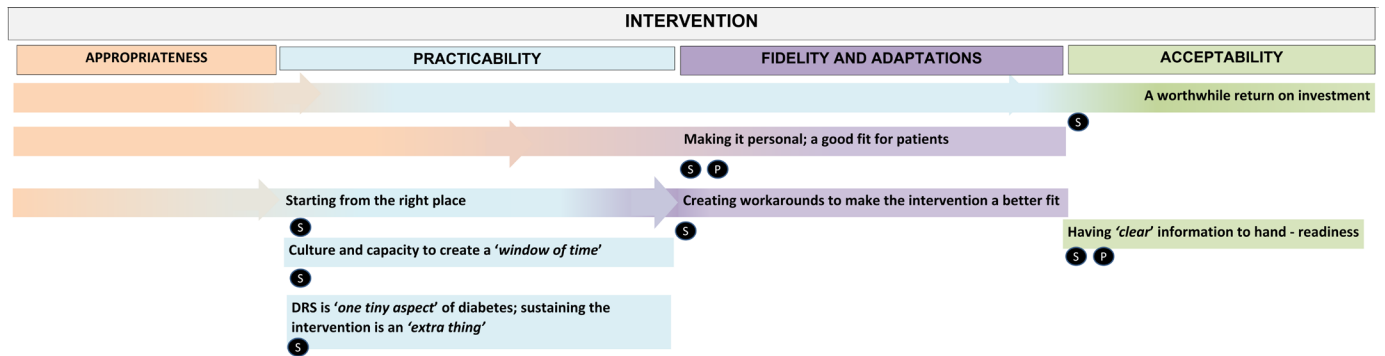 INTERVENTION
APPROPRIATENESS
PRACTICABILITY
FIDELITY AND ADAPTATIONS
ACCEPTABILITY
A worthwhile return on investment
S
Making it personal; a good fit for patients
S P
Starting from the right place
Creating workarounds to make the intervention a better fit
S
S
Having ‘clear’ information to hand - readiness
S P
Culture and capacity to create a ‘window of time’
S
DRS is ‘one tiny aspect’ of diabetes; sustaining the
intervention is an ‘extra thing’
S